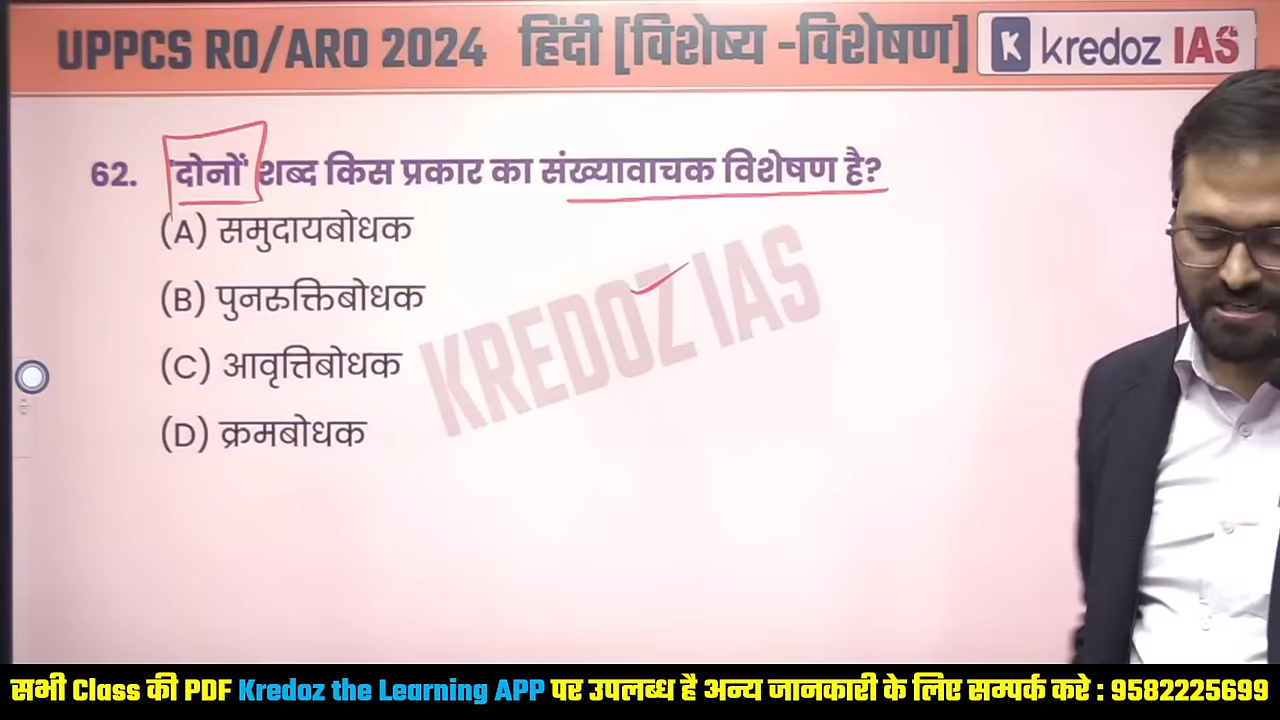 UPPCS RO/ARO 2024 हिंदी [विशेष्य -विशेषण]
K kredoz IAS
62. 'दोनों' शब्द किस प्रकार का संख्यावाचक विशेषण है?
(A) समुदायबोधक
(B) पुनरुक्तिबोधक
(C) आवृत्तिबोधक
(D) क्रमबोधक
KREDOZ IAS
सभी Class की PDF Kredoz the Learning APP पर उपलब्ध है अन्य जानकारी के लिए सम्पर्क करे : 9582225699